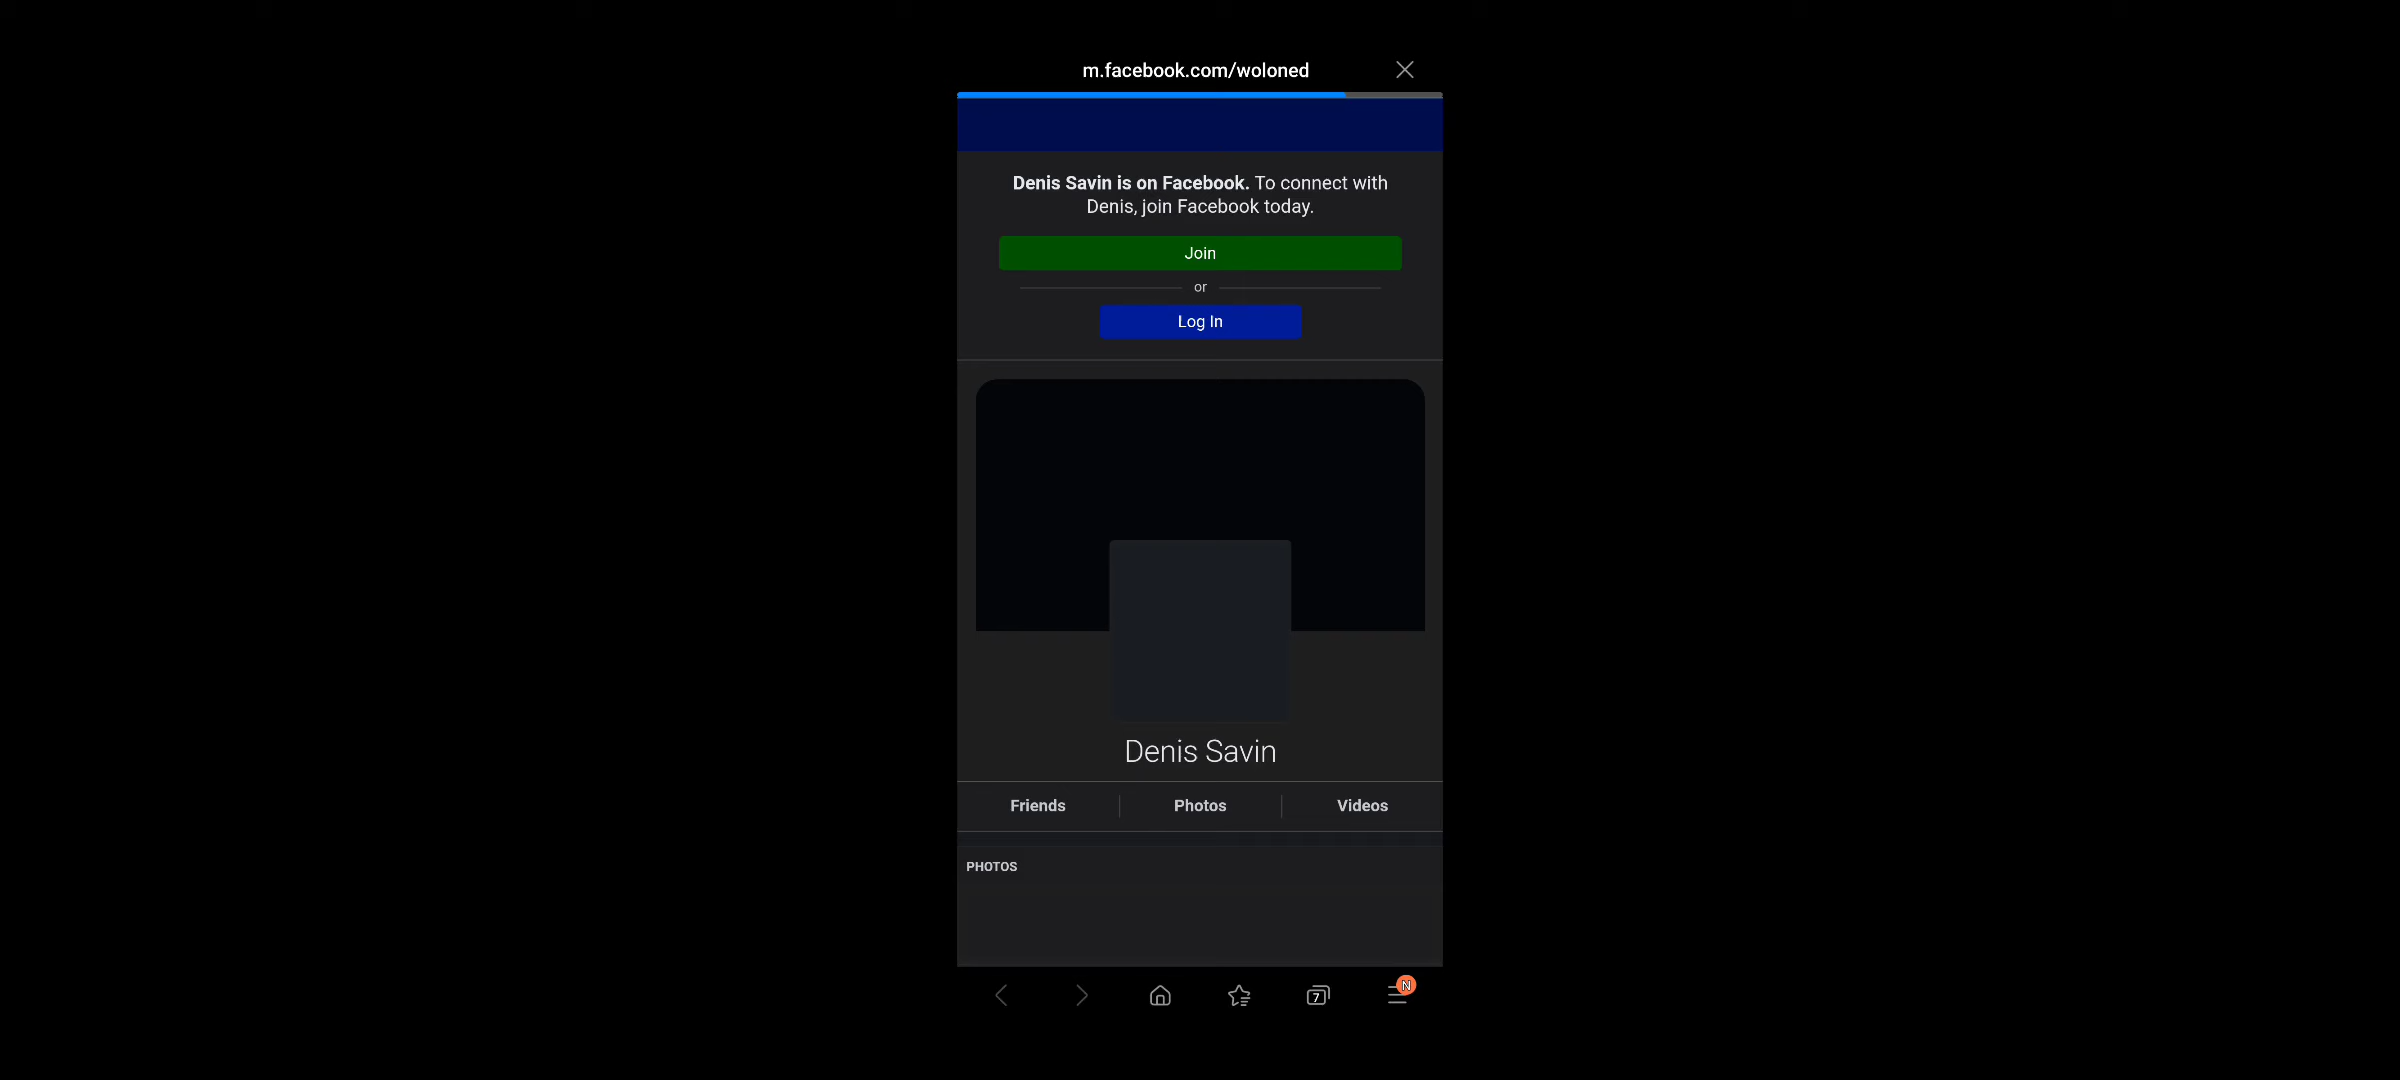 m.facebook.com/woloned
Denis Savin is on Facebook. To connect with
Denis, join Facebook today.
Join
or
Log In
Denis Savin
Friends
Photos
Videos
PHOTOS
7
N